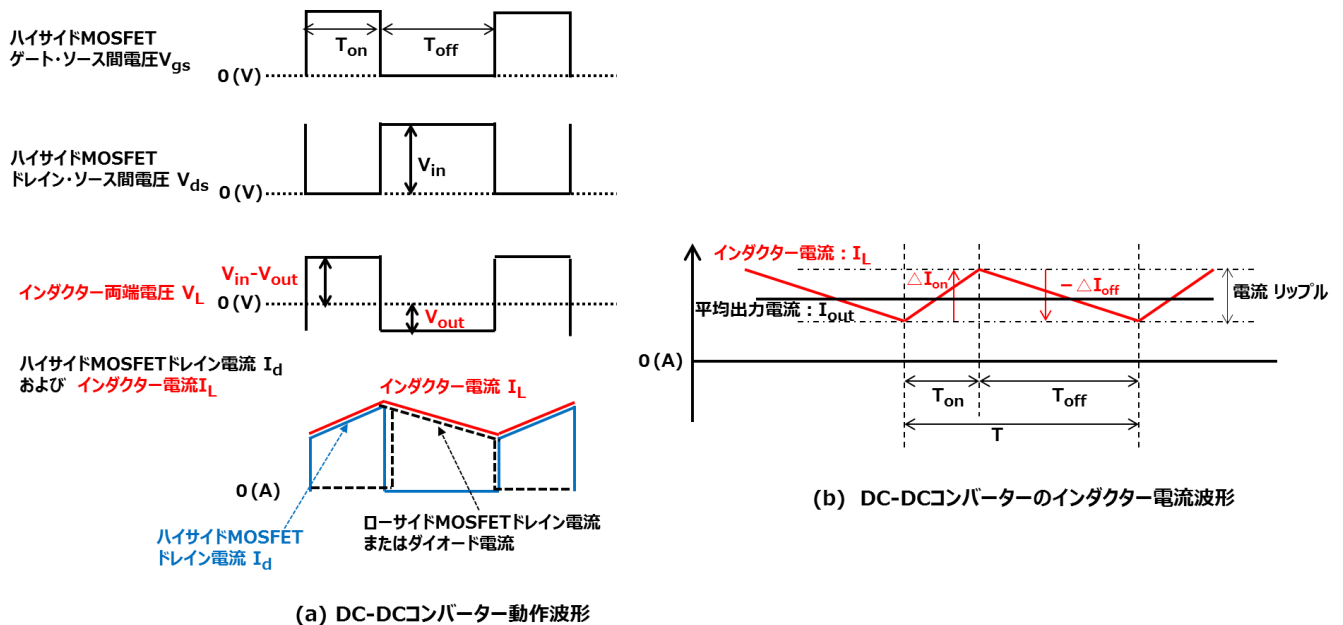 ハイサイドMOSFET
ゲート・ソース間電圧Vgs
Ton
Toff
0 (V)
ハイサイドMOSFET
ドレイン・ソース間電圧 Vds
Vin
0 (V)
Vin-Vout
インダクター両端電圧 VL
0 (V)
Vout
ハイサイドMOSFETドレイン電流 Id
および インダクター電流IL
インダクター電流 IL
0 (A)
ハイサイドMOSFET
ドレイン電流 Id
ローサイドMOSFETドレイン電流
またはダイオード電流
(a) DC-DCコンバーター動作波形
インダクター電流:IL
△Ion
－△Ioff
電流 リップル
平均出力電流:Iout
0 (A)
Ton
Toff
T
(b) DC-DCコンバーターのインダクター電流波形